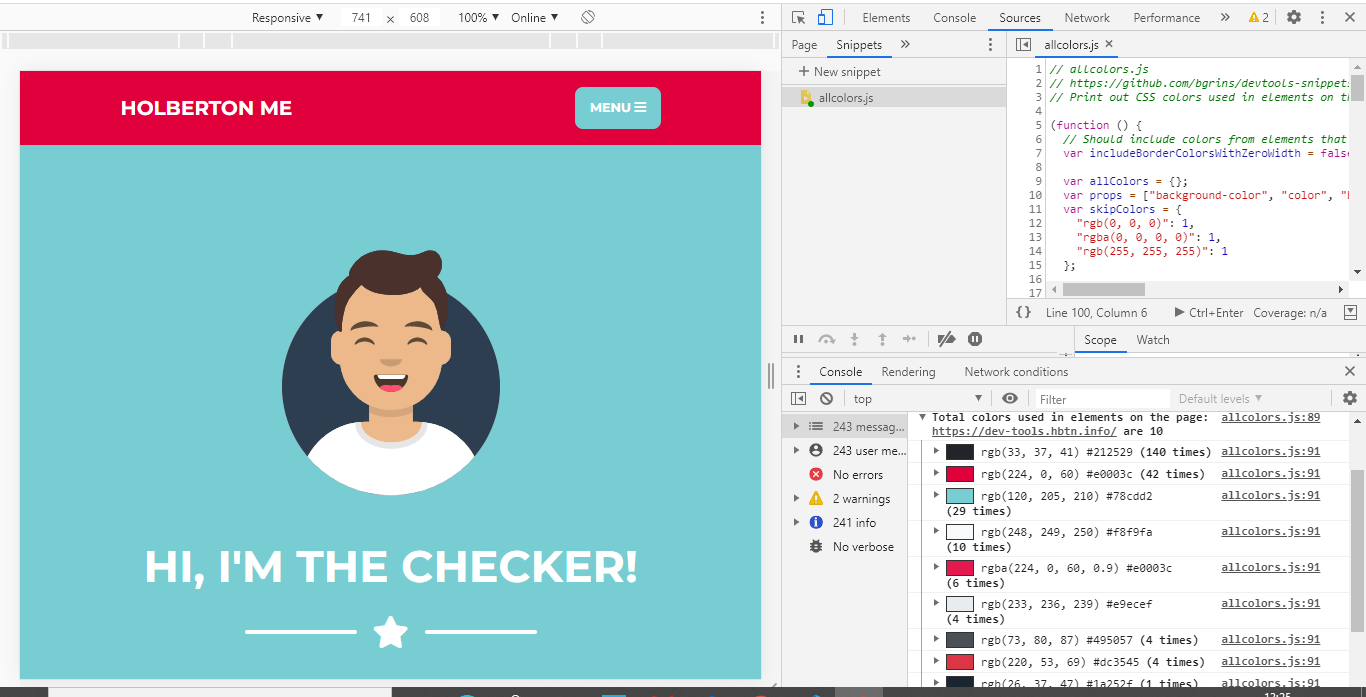 Responsive ▼ 741 × 608 100% ▼ Online ▼
HOLBERTON ME
MENU
HI, I'M THE CHECKER!
Elements Console Sources Network Performance » 2
Page Snippets »
+ New snippet
allcolors.js
allcolors.js ×
1 // allcolors.js
2 // https://github.com/bgrins/devtools-snippet
3 // Print out CSS colors used in elements on th
4
5 (function () {
6 // Should include colors from elements that
7 var includeBorderColorsWithZeroWidth = false
8
9 var allColors = {};
10 var props = ["background-color", "color", "b
11 var skipColors = {
12 "rgb(0, 0, 0)": 1,
13 "rgba(0, 0, 0, 0)": 1,
14 "rgb(255, 255, 255)": 1
15 };
16
17
{} Line 100, Column 6 ▶ Ctrl+Enter Coverage: n/a
Scope Watch
Console Rendering Network conditions
top ▼ Filter Default levels ▼
243 messag...
243 user me...
No errors
2 warnings
241 info
No verbose
Total colors used in elements on the page: allcolors.js:89
https://dev-tools.hbtn.info/ are 10
rgb(33, 37, 41) #212529 (140 times) allcolors.js:91
rgb(224, 0, 60) #e0003c (42 times) allcolors.js:91
rgb(120, 205, 210) #78cdd2 allcolors.js:91
(29 times)
rgb(248, 249, 250) #f8f9fa allcolors.js:91
(10 times)
rgba(224, 0, 60, 0.9) #e0003c allcolors.js:91
(6 times)
rgb(233, 236, 239) #e9ecef allcolors.js:91
(4 times)
rgb(73, 80, 87) #495057 (4 times) allcolors.js:91
rgb(220, 53, 69) #dc3545 (4 times) allcolors.js:91
rgb(26, 37, 47) #1a252f (1 times) allcolors.js:91
12:25